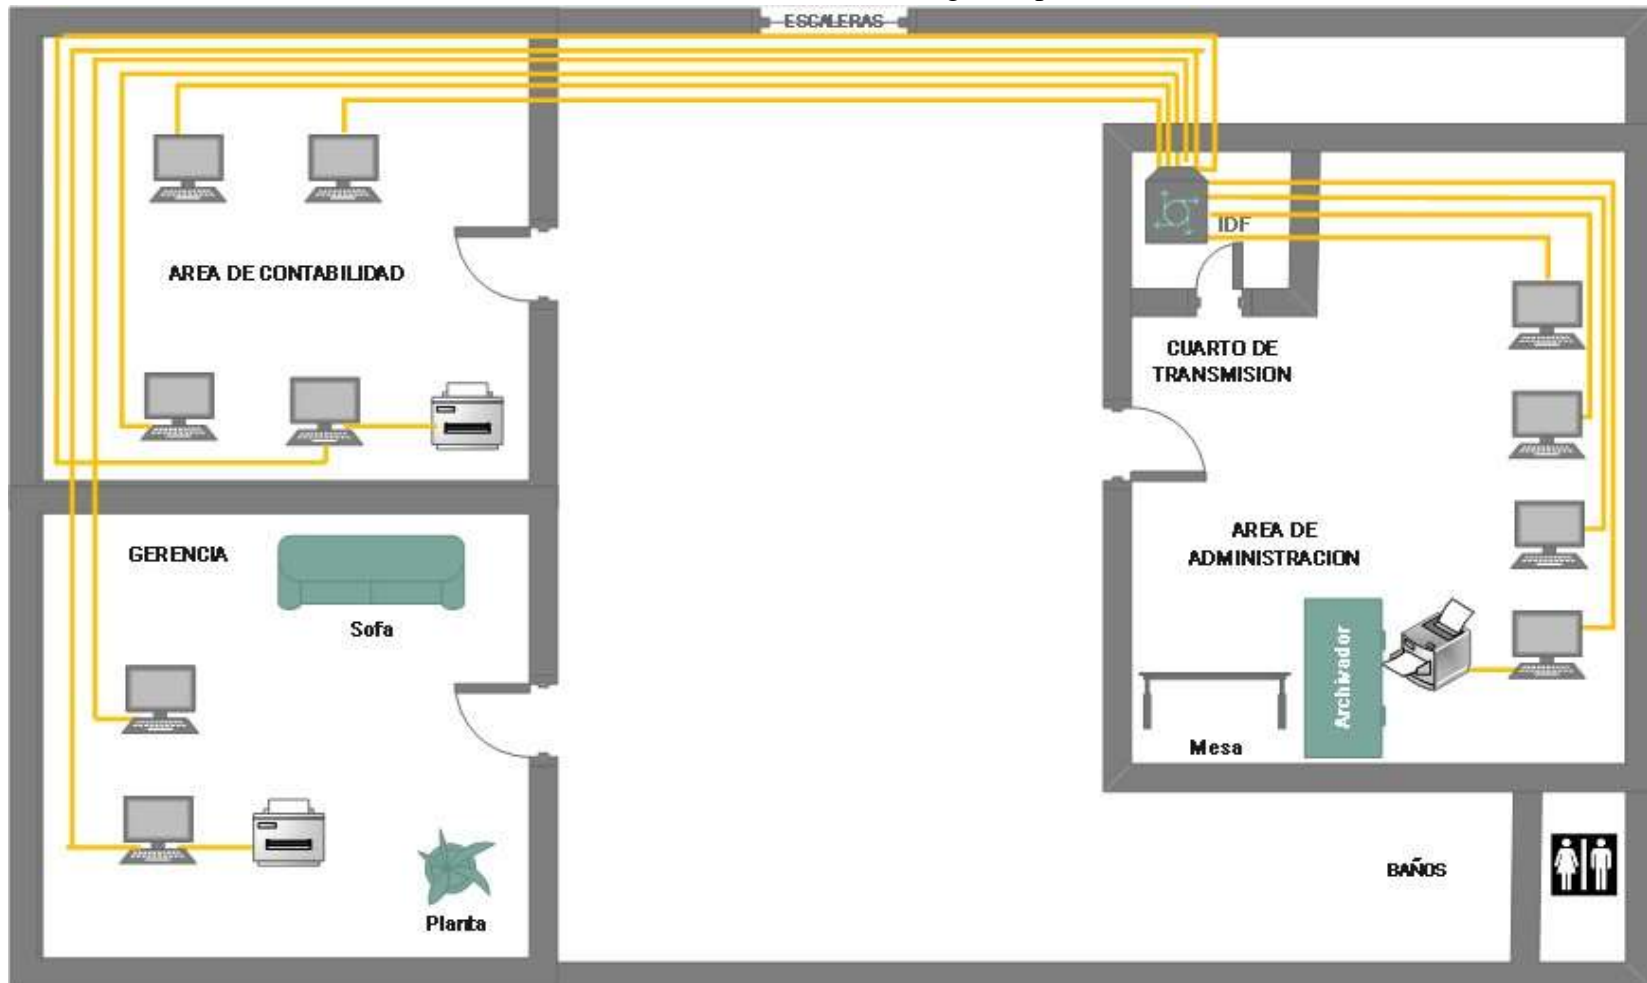 ESCALERAS
IDF
AREA DE CONTABILIDAD
CUARTO DE
TRANSMISION
AREA DE
ADMINISTRACION
GERENCIA
Sofa
Archivador
Mesa
BAÑOS
Planta